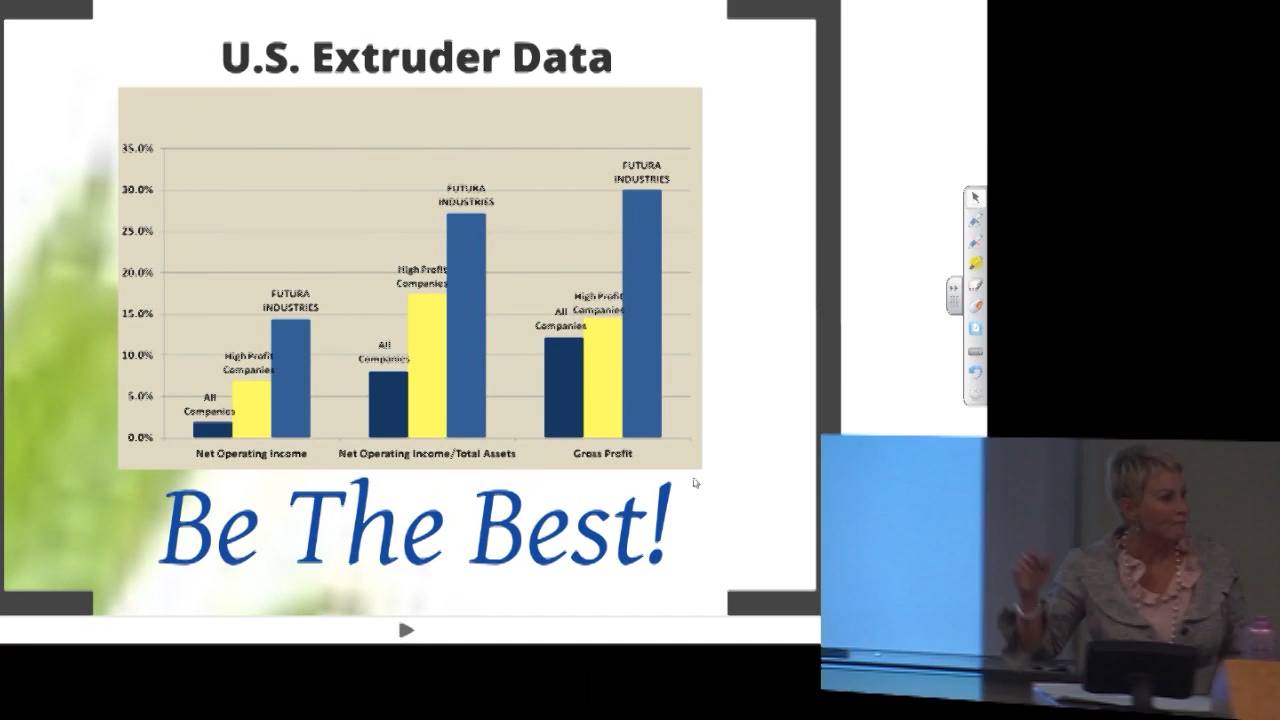 U.S. Extruder Data
35.0%
30.0%
25.0%
20.0%
15.0%
10.0%
5.0%
0.0%
All
Companies
High Profit
Companies
FUTURA
INDUSTRIES
All
Companies
High Profit
Companies
FUTURA
INDUSTRIES
All
Companies
High Profit
Companies
FUTURA
INDUSTRIES
Net Operating Income
Net Operating Income/Total Assets
Gross Profit
Be The Best!